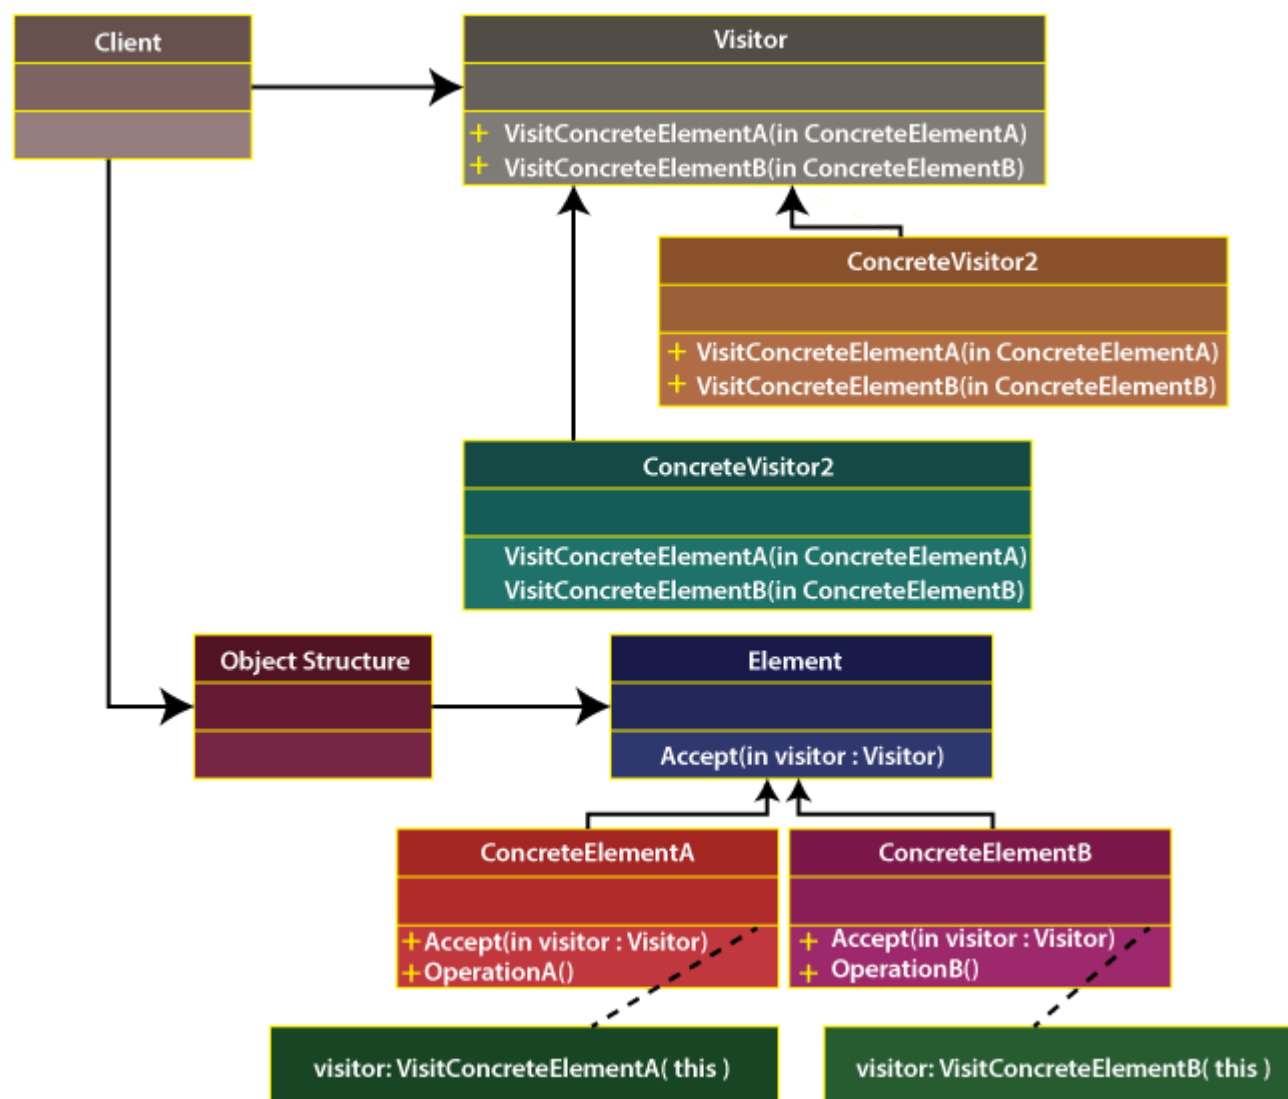 Client
Visitor
+ VisitConcreteElementA(in ConcreteElementA)
+ VisitConcreteElementB(in ConcreteElementB)
ConcreteVisitor2
+ VisitConcreteElementA(in ConcreteElementA)
+ VisitConcreteElementB(in ConcreteElementB)
ConcreteVisitor2
VisitConcreteElementA(in ConcreteElementA)
VisitConcreteElementB(in ConcreteElementB)
Object Structure
Element
Accept(in visitor : Visitor)
ConcreteElementA
+ Accept(in visitor : Visitor)
+ OperationA()
ConcreteElementB
+ Accept(in visitor : Visitor)
+ OperationB()
visitor: VisitConcreteElementA( this )
visitor: VisitConcreteElementB( this )